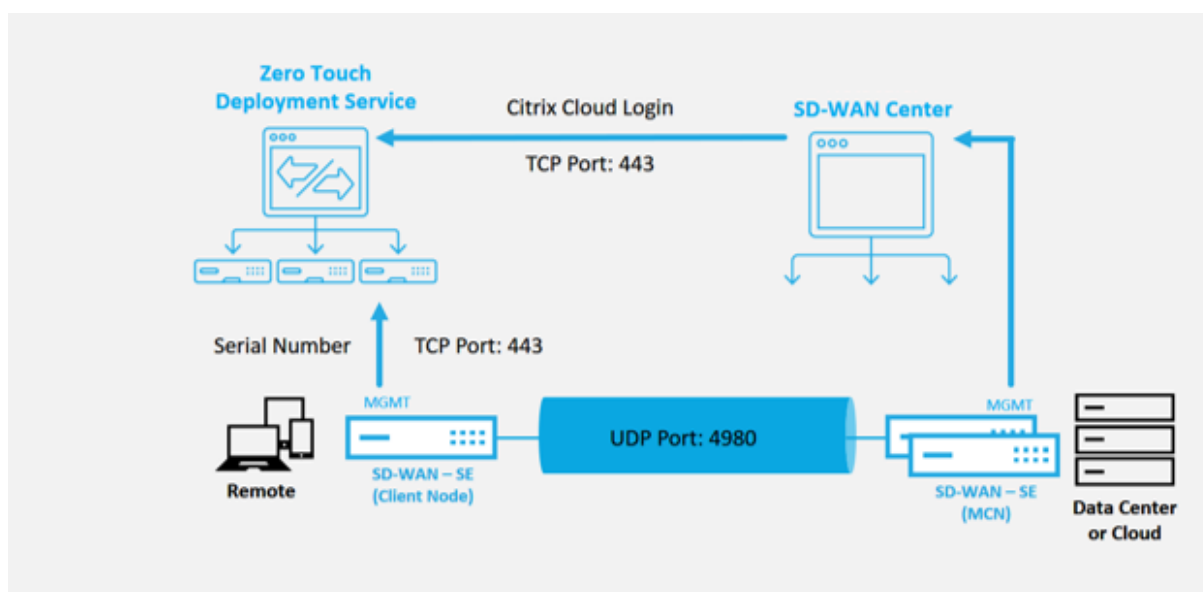 Zero Touch
Deployment Service
Citrix Cloud Login
SD-WAN Center
TCP Port: 443
Serial Number
TCP Port: 443
MGMT
MGMT
UDP Port: 4980
Remote
SD-WAN – SE
(Client Node)
SD-WAN – SE
(MCN)
Data Center
or Cloud